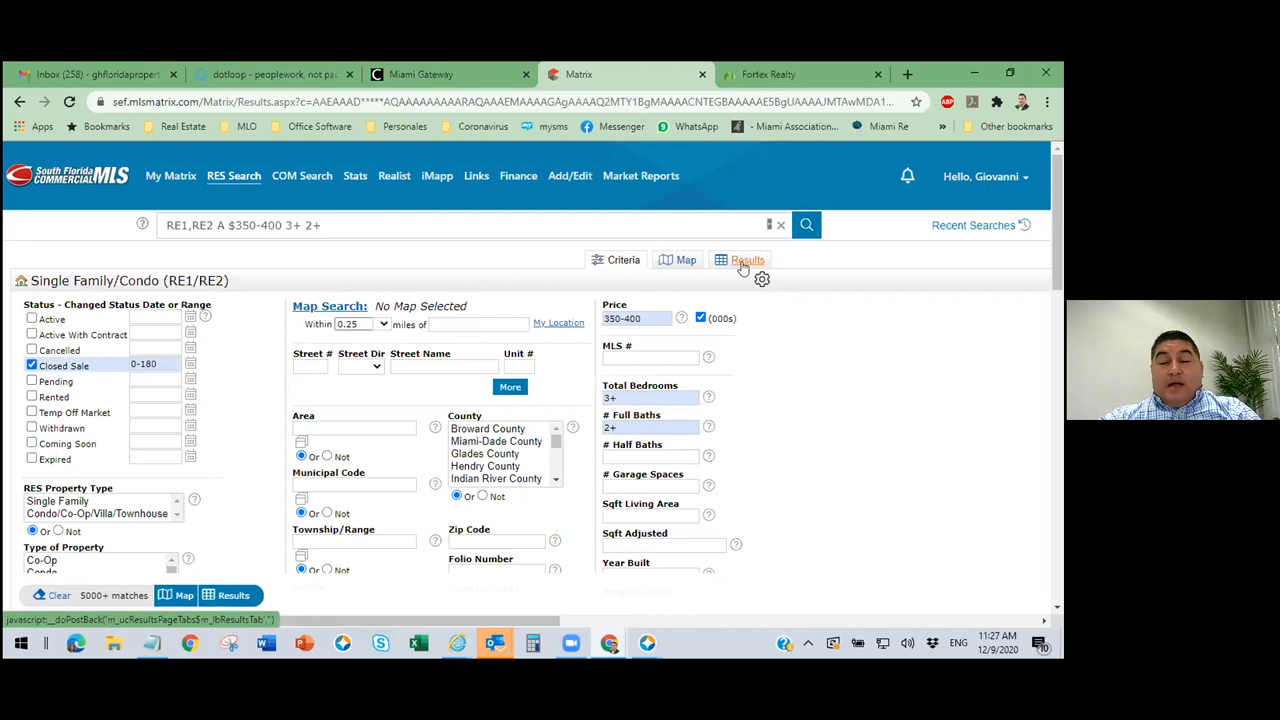 Inbox (258) - ghfloridapropert
dotloop - peoplework, not pa
Miami Gateway
Matrix
Fortex Realty
sef.mlsmatrix.com/Matrix/Results.aspx?c=AAEAAAD*****AQAAAAAAAAARAQAAAEMAAAAGAgAAAAQ2MTY1BgMAAAACNTEGBAAAAAE5BgUAAAAJMTAwMDA1...
Apps
Bookmarks
Real Estate
MLO
Office Software
Personales
Coronavirus
mysms
Messenger
WhatsApp
- Miami Association...
Miami Re
»
Other bookmarks
South Florida
COMMERCIAL MLS
My Matrix
RES Search
COM Search
Stats
Realist
iMapp
Links
Finance
Add/Edit
Market Reports
Hello, Giovanni
RE1,RE2 A $350-400 3+ 2+
Recent Searches
Criteria
Map
Results
Single Family/Condo (RE1/RE2)
Status - Changed Status Date or Range
Active
Active With Contract
Cancelled
Closed Sale 0-180
Pending
Rented
Temp Off Market
Withdrawn
Coming Soon
Expired
RES Property Type
Single Family
Condo/Co-Op/Villa/Townhouse
Or Not
Type of Property
Co-Op
Condo
Map Search: No Map Selected
Within 0.25 miles of
My Location
Street # Street Dir Street Name Unit #
More
Area
Or Not
Municipal Code
Or Not
Township/Range
Or Not
County
Broward County
Miami-Dade County
Glades County
Hendry County
Indian River County
Or Not
Zip Code
Folio Number
Price
350-400 (000s)
MLS #
Total Bedrooms
3+
# Full Baths
2+
# Half Baths
# Garage Spaces
Sqft Living Area
Sqft Adjusted
Year Built
Clear 5000+ matches Map Results
javascript:__doPostBack('m_ucResultsPageTabs$m_lbResultsTab','')
ENG
11:27 AM
12/9/2020
10